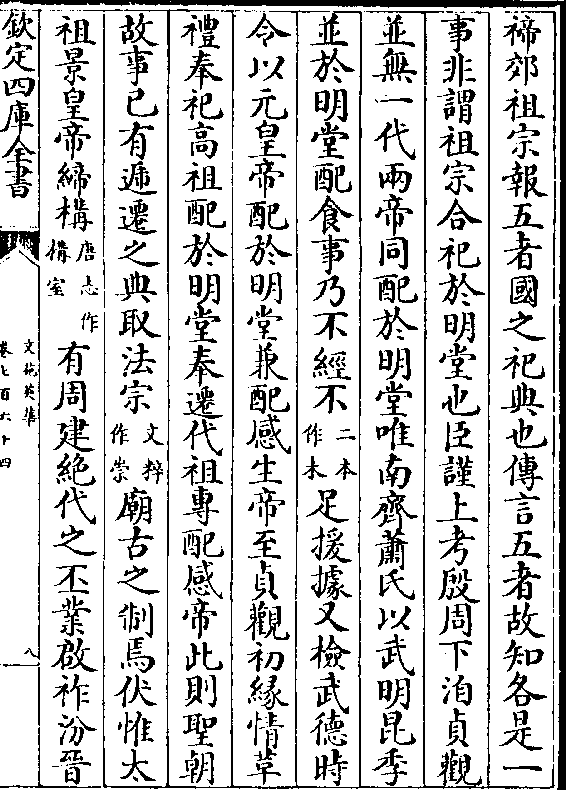 禘郊祖宗報五者國之祀典也傳言五者故知各是一
事非謂祖宗合祀於明堂也臣謹上考殷周下洎貞觀
並無一代兩帝同配於明堂唯南齊蕭氏以武明昆季
並於明堂配食事乃不經不二本作未足援據又檢武德時
令以元皇帝配於明堂兼配感生帝至貞觀初緣情革
禮奉祀高祖配於明堂奉遷代祖專配感帝此則聖朝
故事已有遞遷之典取法宗文粹作崇廟古之制焉伏惟太
祖景皇帝締構唐志作構室有周建絶代之丕業啟祚汾晉
欽定四庫全書
文苑英華
卷七百六十四
八